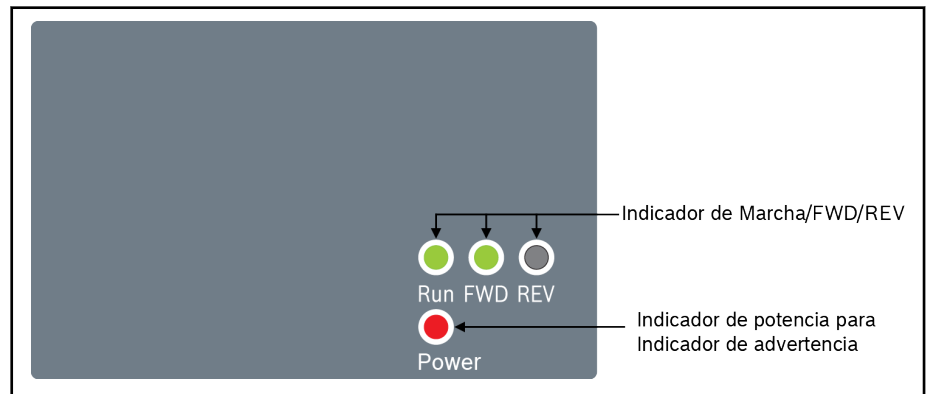 Indicador de Marcha/FWD/REV
Run FWD REV
Indicador de potencia para
Indicador de advertencia
Power